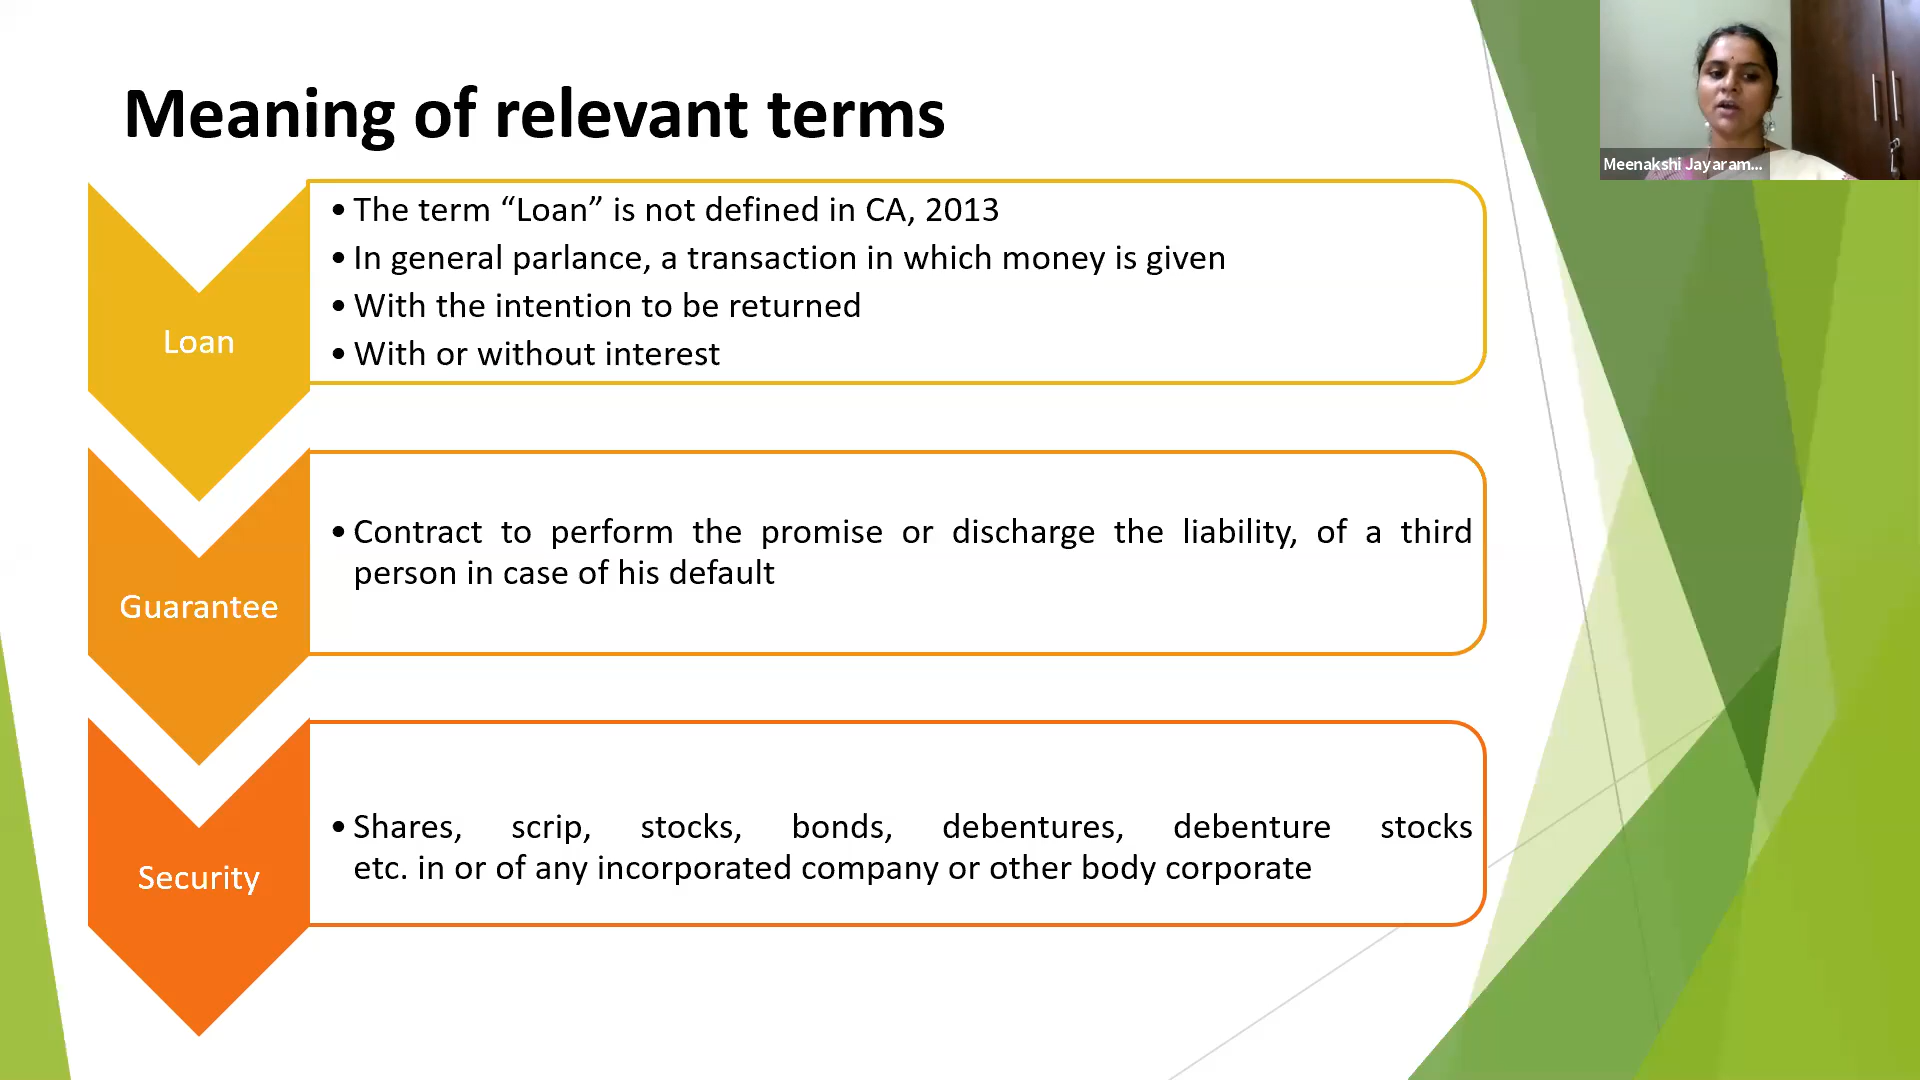 Meaning of relevant terms
Meenakshi Jayaram...
Loan
• The term “Loan” is not defined in CA, 2013
• In general parlance, a transaction in which money is given
• With the intention to be returned
• With or without interest
Guarantee
• Contract to perform the promise or discharge the liability, of a third
person in case of his default
Security
• Shares, scrip, stocks, bonds, debentures, debenture stocks
etc. in or of any incorporated company or other body corporate